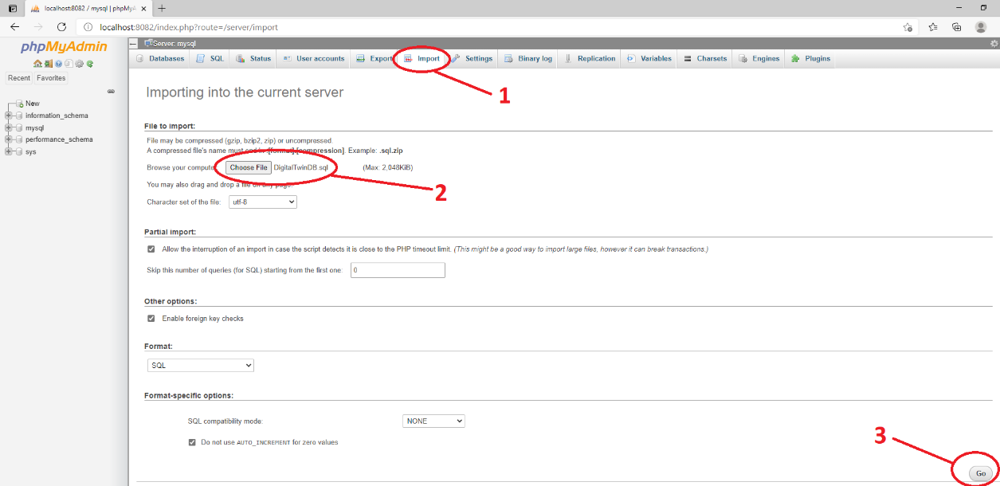 localhost:8082 / mysql | phpMyA
localhost:8082/index.php?route=/server/import
phpMyAdmin
Recent Favorites
New
information_schema
mysql
performance_schema
sys
Server: mysql
Databases SQL Status User accounts Export Import Settings Binary log Replication Variables Charsets Engines Plugins
1
Importing into the current server
File to import:
File may be compressed (gzip, bzip2, zip) or uncompressed.
A compressed file's name must end in .[format].[compression]. Example: .sql.zip
Browse your computer: Choose File DigitalTwinDB.sql (Max: 2,048KiB)
2
You may also drag and drop a file on any page.
Character set of the file: utf-8
Partial import:
Allow the interruption of an import in case the script detects it is close to the PHP timeout limit. (This might be a good way to import large files, however it can break transactions.)
Skip this number of queries (for SQL) starting from the first one: 0
Other options:
Enable foreign key checks
Format:
SQL
Format-specific options:
SQL compatibility mode: NONE
Do not use AUTO_INCREMENT for zero values
3
Go